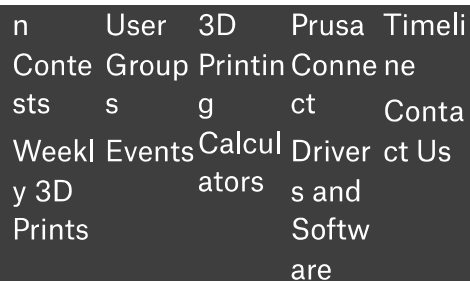 n
Conte
sts
Weekl
y 3D
Prints
User
Group
s
Events
3D
Printin
g
Calcul
ators
Prusa
Conne
ct
Driver
s and
Softw
are
Timeli
ne
Conta
ct Us